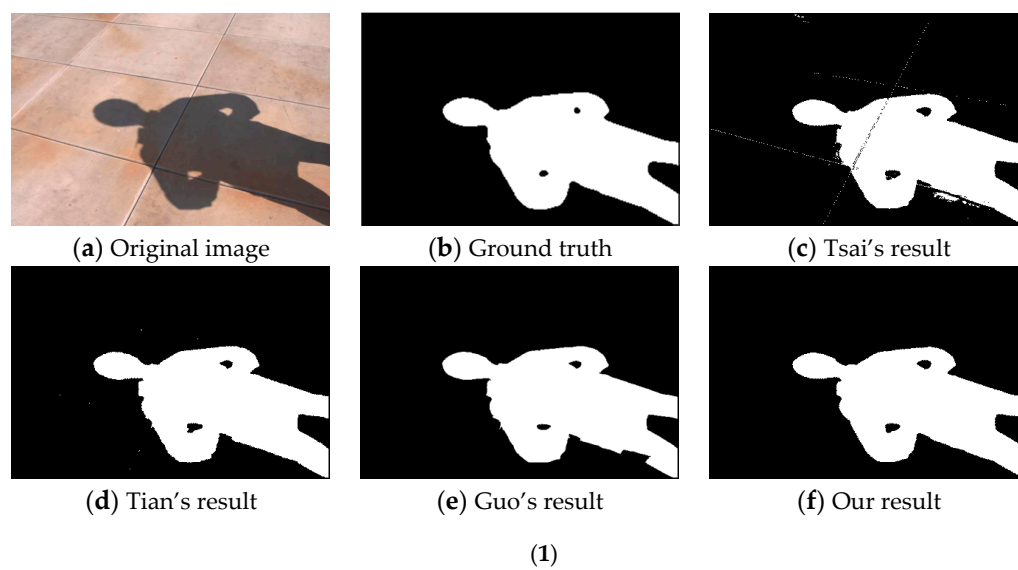 (a) Original image
(b) Ground truth
(c) Tsai’s result
(d) Tian’s result
(e) Guo’s result
(f) Our result
(1)